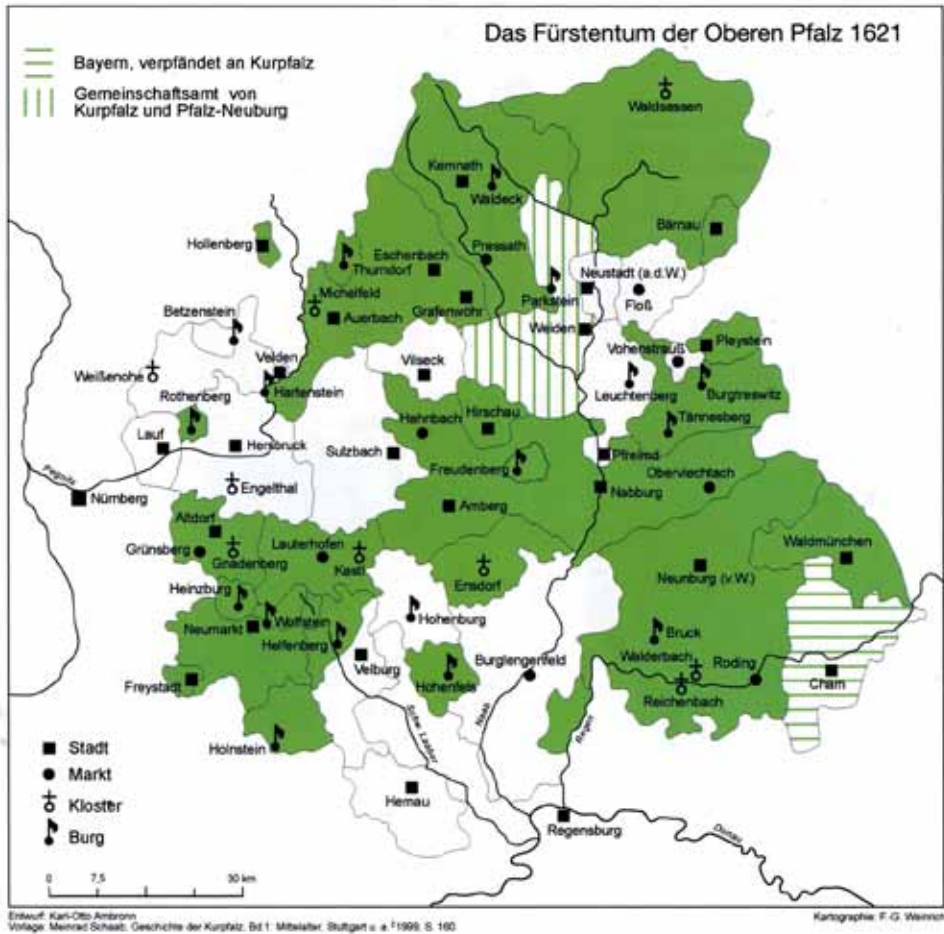 Das Fürstentum der Oberen Pfalz 1621
Bayern, verpfändet an Kurpfalz
Gemeinschaftsamt von
Kurpfalz und Pfalz-Neuburg
Waldsassen
Kemnath
Waldeck
Bärnau
Hollenberg
Thurndorf
Eschenbach
Pressath
Neustadt (a.d.W.)
Michelfeld
Parkstein
Floß
Betzenstein
Auerbach
Grafenwöhr
Weiden
Vohenstrauß
Pleystein
Velden
Vilseck
Weißenohe
Hartenstein
Leuchtenberg
Burgtreswitz
Rothenberg
Hahnbach
Hirschau
Tännesberg
Lauf
Hersbruck
Sulzbach
Freudenberg
Pfreimd
Oberviechtach
Pegnitz
Nürnberg
Engelthal
Amberg
Nabburg
Altdorf
Grünsberg
Gnadenberg
Lauterhofen
Kastl
Ensdorf
Neunburg (v.W.)
Waldmünchen
Heinzburg
Wolfstein
Hohenburg
Neumarkt
Helfenberg
Bruck
Velburg
Burglengenfeld
Walderbach
Roding
Freystadt
Hohenfels
Reichenbach
Cham
Schw. Laaber
Naab
Regen
Holnstein
Stadt
Markt
Kloster
Burg
Hemau
Regensburg
Donau
0 7,5 30 km
Entwurf: Karl-Otto Ambronn
Vorlage: Meinrad Schaab, Geschichte der Kurpfalz, Bd.1: Mittelalter, Stuttgart u. a. ²1999, S. 160.
Kartographie: F.-G. Weinrich